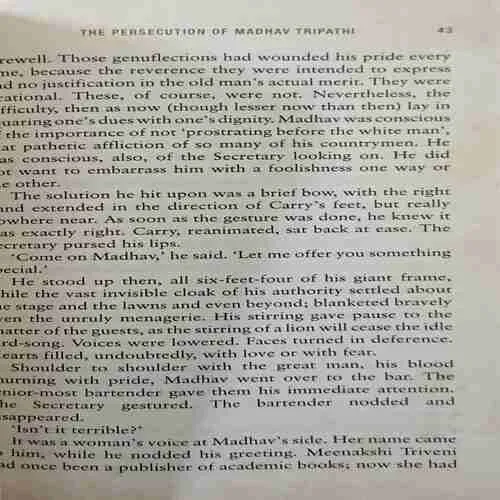 THE PERSECUTION OF MADHAV TRIPATHI 43
rewell. Those genuflections had wounded his pride every
me, because the reverence they were intended to express
ad no justification in the old man's actual merit. They were
rational. These, of course, were not. Nevertheless, the
fficulty, then as now (though lesser now than then) lay in
uaring one's dues with one's dignity. Madhav was conscious
f the importance of not 'prostrating before the white man',
at pathetic affliction of so many of his countrymen. He
as conscious, also, of the Secretary looking on. He did
ot want to embarrass him with a foolishness one way or
e other.
The solution he hit upon was a brief bow, with the right
and extended in the direction of Carry's feet, but really
owhere near. As soon as the gesture was done, he knew it
as exactly right. Carry, reanimated, sat back at ease. The
ecretary pursed his lips.
'Come on Madhav,' he said. 'Let me offer you something
pecial.'
He stood up then, all six-feet-four of his giant frame,
hile the vast invisible cloak of his authority settled about
e stage and the lawns and even beyond; blanketed bravely
ven the unruly menagerie. His stirring gave pause to the
hatter of the guests, as the stirring of a lion will cease the idle
ird-song. Voices were lowered. Faces turned in deference.
earts filled, undoubtedly, with love or with fear.
Shoulder to shoulder with the great man, his blood
urning with pride, Madhav went over to the bar. The
enior-most bartender gave them his immediate attention.
he Secretary gestured. The bartender nodded and
isappeared.
'Isn't it terrible?'
It was a woman's voice at Madhav's side. Her name came
o him, while he nodded his greeting. Meenakshi Triveni
ad once been a publisher of academic books; now she had